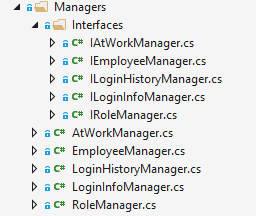 Managers
Interfaces
C# IAtWorkManager.cs
C# IEmployeeManager.cs
C# ILoginHistoryManager.cs
C# ILoginInfoManager.cs
C# IRoleManager.cs
C# AtWorkManager.cs
C# EmployeeManager.cs
C# LoginHistoryManager.cs
C# LoginInfoManager.cs
C# RoleManager.cs